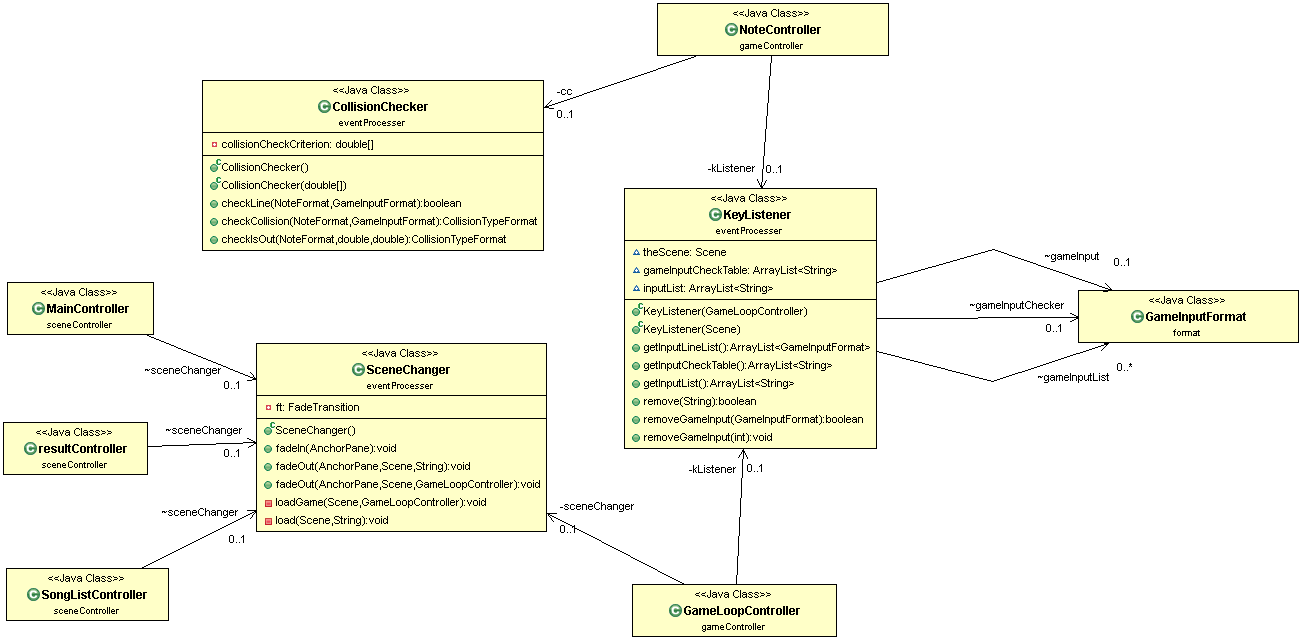 <<Java Class>>
NoteController
gameController
-cc
0..1
<<Java Class>>
CollisionChecker
eventProcesser
collisionCheckCriterion: double[]
CollisionChecker()
CollisionChecker(double[])
checkLine(NoteFormat,GameInputFormat):boolean
checkCollision(NoteFormat,GameInputFormat):CollisionTypeFormat
checkIsOut(NoteFormat,double,double):CollisionTypeFormat
-kListener
0..1
<<Java Class>>
KeyListener
eventProcesser
theScene: Scene
gameInputCheckTable: ArrayList<String>
inputList: ArrayList<String>
KeyListener(GameLoopController)
KeyListener(Scene)
getInputLineList():ArrayList<GameInputFormat>
getInputCheckTable():ArrayList<String>
getInputList():ArrayList<String>
remove(String):boolean
removeGameInput(GameInputFormat):boolean
removeGameInput(int):void
~gameInput
0..1
~gameInputChecker
0..1
~gameInputList
0..*
<<Java Class>>
GameInputFormat
format
<<Java Class>>
MainController
sceneController
~sceneChanger
0..1
<<Java Class>>
SceneChanger
eventProcesser
ft: FadeTransition
SceneChanger()
fadeIn(AnchorPane):void
fadeOut(AnchorPane,Scene,String):void
fadeOut(AnchorPane,Scene,GameLoopController):void
loadGame(Scene,GameLoopController):void
load(Scene,String):void
<<Java Class>>
resultController
sceneController
~sceneChanger
0..1
~sceneChanger
0..1
<<Java Class>>
SongListController
sceneController
-kListener
0..1
-sceneChanger
0..1
<<Java Class>>
GameLoopController
gameController